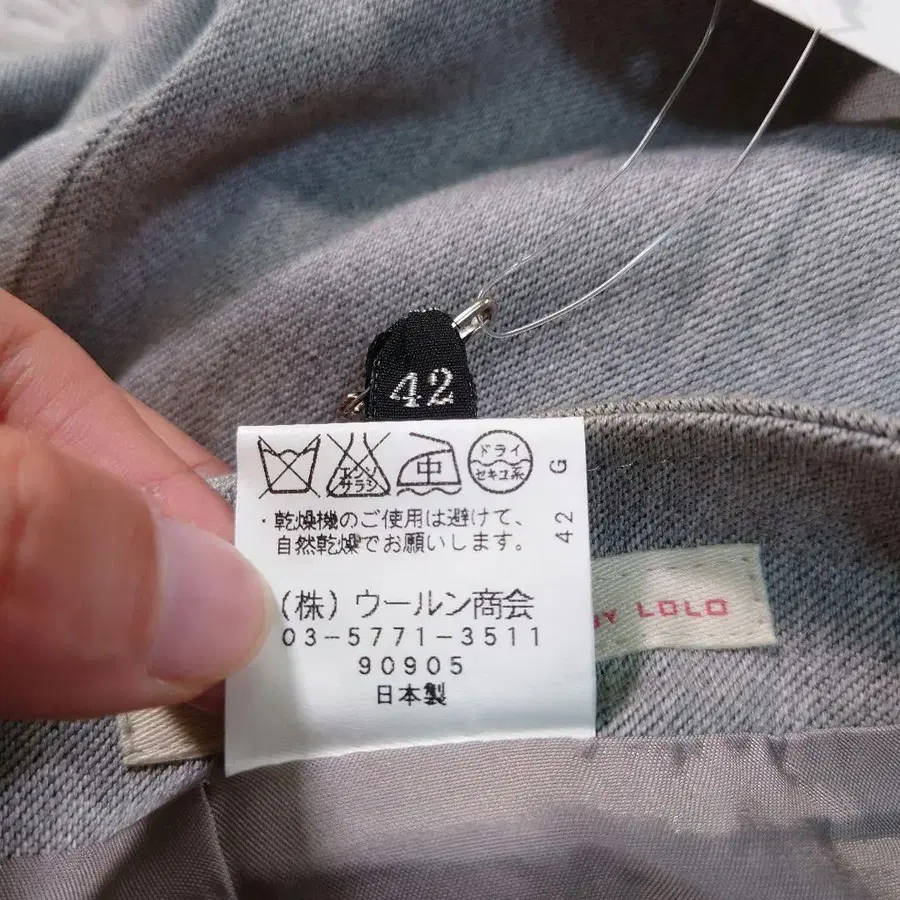 42
エンソ
サラシ
中
ドライ
セキユ系
・乾燥機のご使用は避けて、
自然乾燥でお願いします。
42 G
(株)ウールン商会
03-5771-3511
90905
日本製
BY LOLO